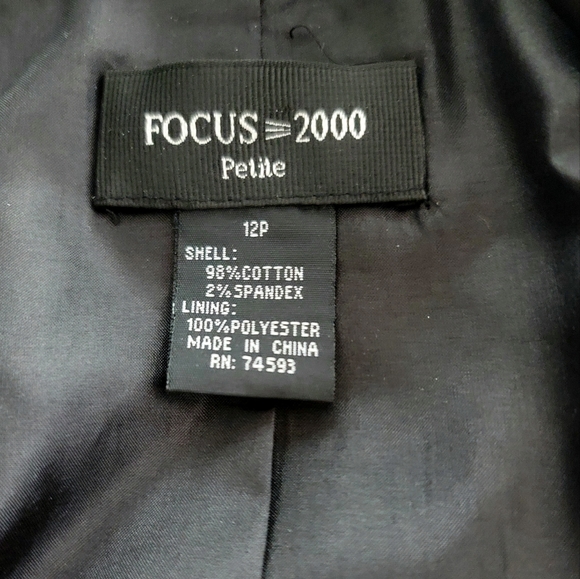 FOCUS 2000
Petite
12P
SHELL:
98%COTTON
2%SPANDEX
LINING:
100%POLYESTER
MADE IN CHINA
RN: 74593